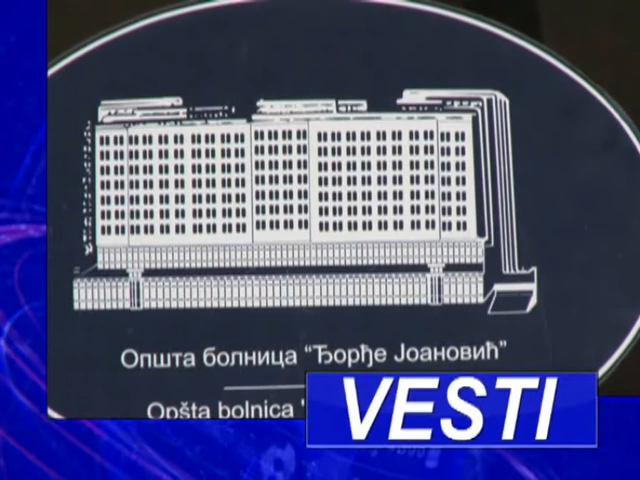 Општа болница “Ђорђе Јоановић”
Opšta bolnica "
VESTI